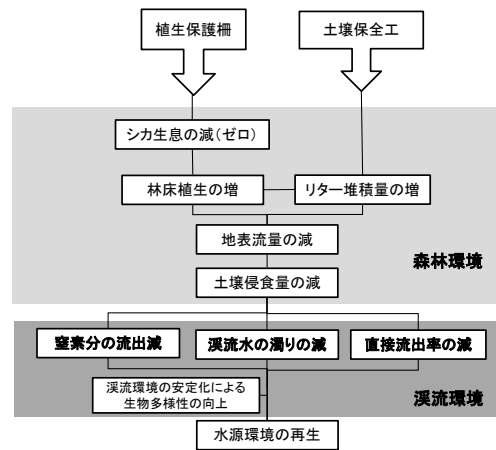 植生保護柵
土壌保全工
シカ生息の減(ゼロ)
林床植生の増
リター堆積量の増
地表流量の減
森林環境
土壌侵食量の減
窒素分の流出減
渓流水の濁りの減
直接流出率の減
渓流環境の安定化による
生物多様性の向上
渓流環境
水源環境の再生